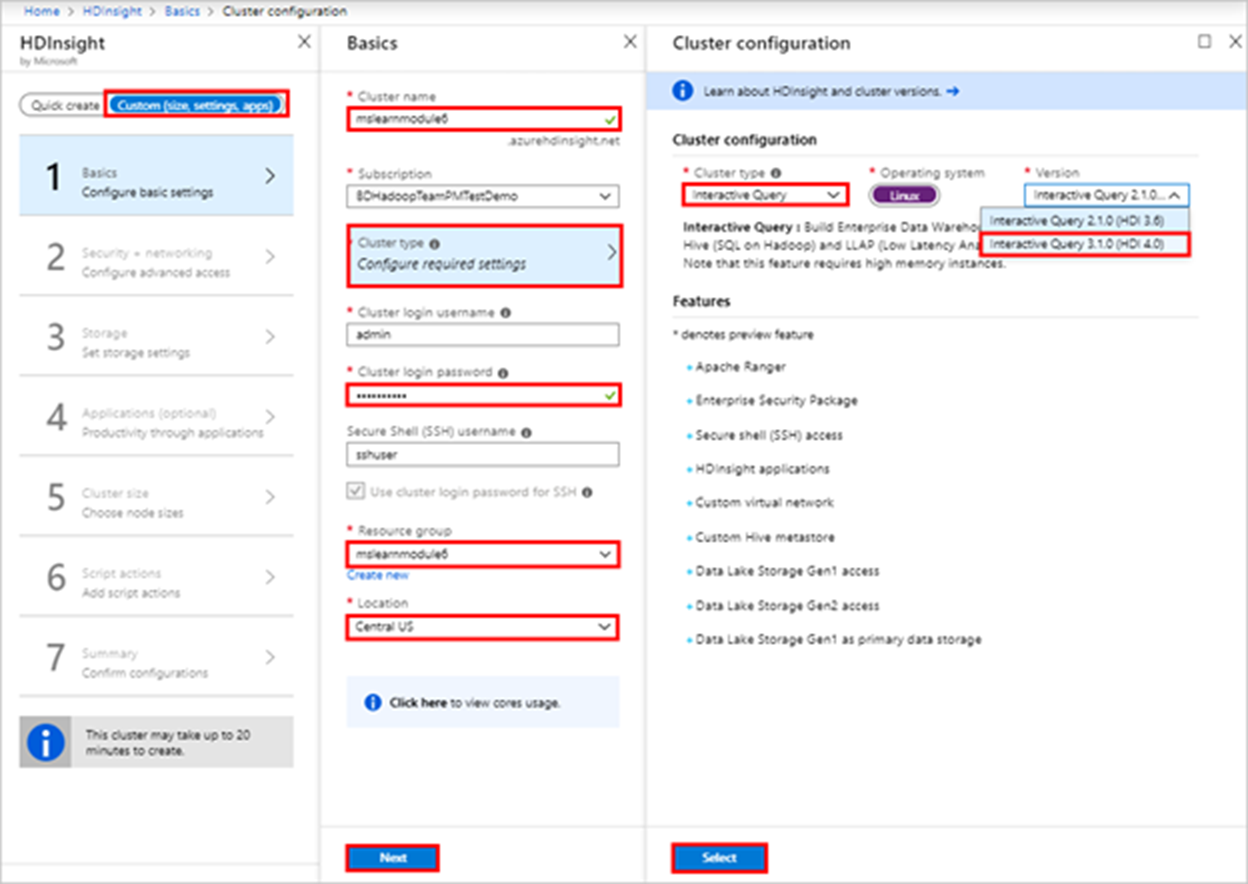 Home > HDInsight > Basics > Cluster configuration
HDInsight
by Microsoft
Quick create
Custom (size, settings, apps)
1
Basics
Configure basic settings
2
Security + networking
Configure advanced access
3
Storage
Set storage settings
4
Applications (optional)
Productivity through applications
5
Cluster size
Choose node sizes
6
Script actions
Add script actions
7
Summary
Confirm configurations
This cluster may take up to 20
minutes to create.
Basics
* Cluster name
mslearnmodule6
.azurehdinsight.net
* Subscription
BDHadoopTeamPMTestDemo
* Cluster type
Configure required settings
* Cluster login username
admin
* Cluster login password
••••••••••
Secure Shell (SSH) username
sshuser
Use cluster login password for SSH
* Resource group
mslearnmodule6
Create new
* Location
Central US
Click here to view cores usage.
Next
Cluster configuration
Learn about HDInsight and cluster versions. →
Cluster configuration
* Cluster type
Interactive Query
* Operating system
Linux
* Version
Interactive Query 2.1.0...
Interactive Query 2.1.0 (HDI 3.6)
Interactive Query 3.1.0 (HDI 4.0)
Interactive Query : Build Enterprise Data Wareho
Hive (SQL on Hadoop) and LLAP (Low Latency Ana
Note that this feature requires high memory instances.
Features
* denotes preview feature
+ Apache Ranger
+ Enterprise Security Package
+ Secure shell (SSH) access
+ HDInsight applications
+ Custom virtual network
+ Custom Hive metastore
+ Data Lake Storage Gen1 access
+ Data Lake Storage Gen2 access
+ Data Lake Storage Gen1 as primary data storage
Select